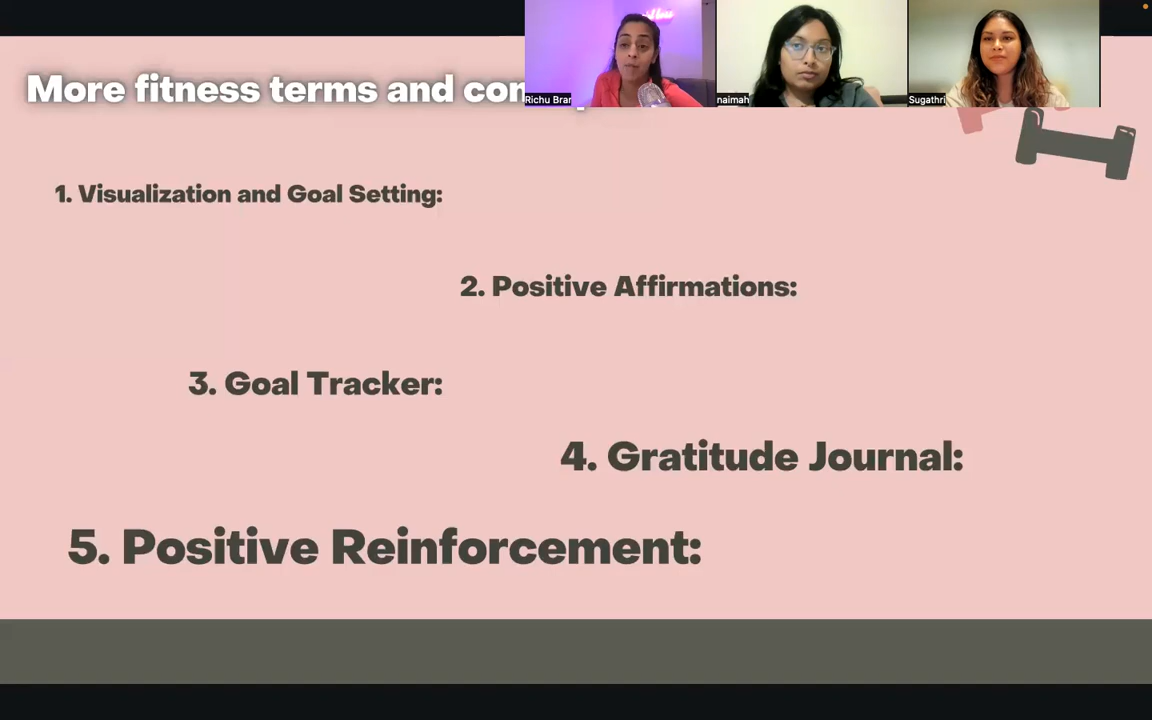 More fitness terms and con
Richu Brar
naimah
Sugathri
1. Visualization and Goal Setting:
2. Positive Affirmations:
3. Goal Tracker:
4. Gratitude Journal:
5. Positive Reinforcement: